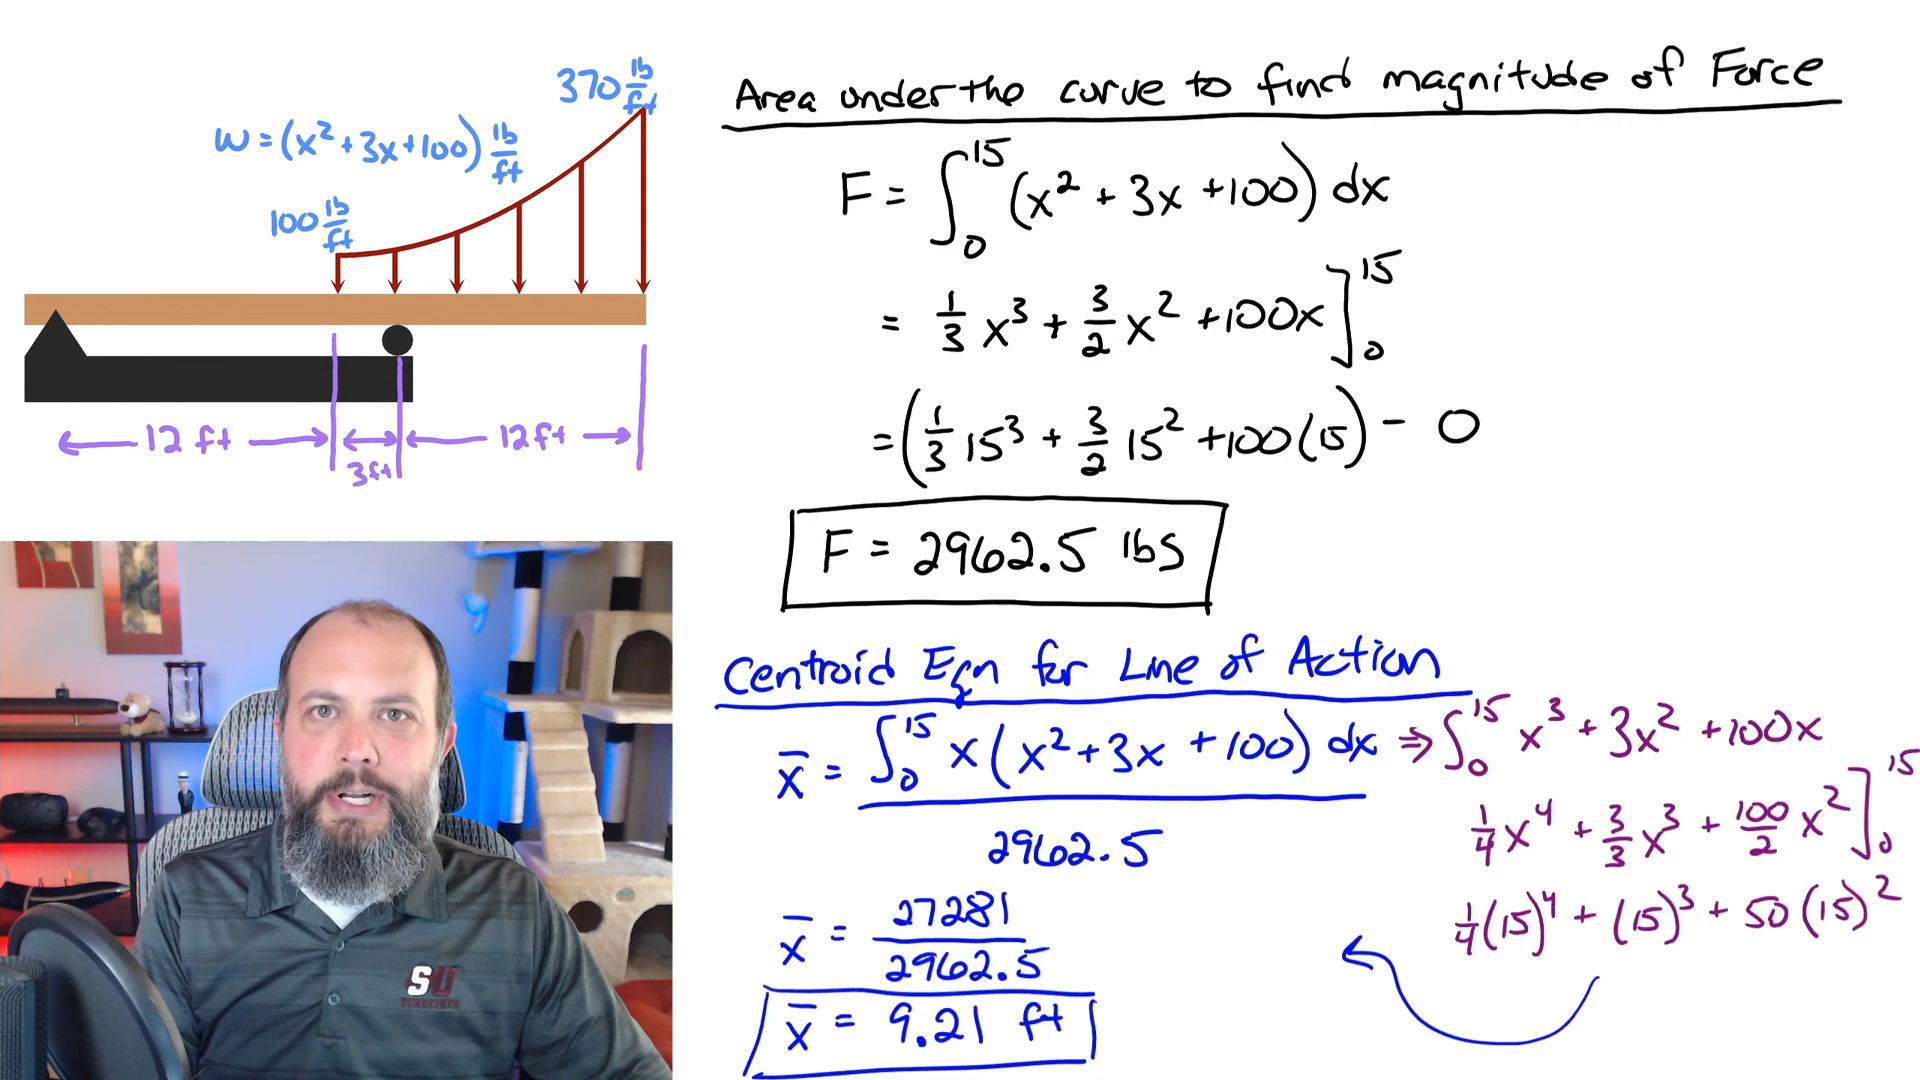 370 lb/ft
w = (x² + 3x + 100) lb/ft
100 lb/ft
12 ft
3ft
12ft
Area under the curve to find magnitude of Force
F = ∫₀¹⁵ (x² + 3x + 100) dx
= 1/3 x³ + 3/2 x² + 100x ]₀¹⁵
= (1/3 15³ + 3/2 15² + 100(15)) - 0
F = 2962.5 lbs
Centroid Eqn for Line of Action
x̄ = ∫₀¹⁵ x(x² + 3x + 100) dx ⇒ ∫₀¹⁵ x³ + 3x² + 100x
2962.5
1/4 x⁴ + 3/3 x³ + 100/2 x² ]₀¹⁵
1/4 (15)⁴ + (15)³ + 50 (15)²
x̄ = 27281 / 2962.5
x̄ = 9.21 ft
SU
SCHREINER